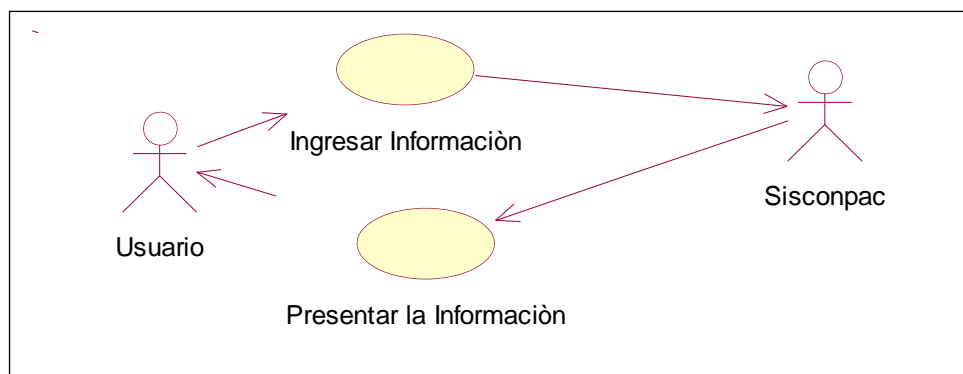 Ingresar Informaciòn
Sisconpac
Usuario
Presentar la Informaciòn